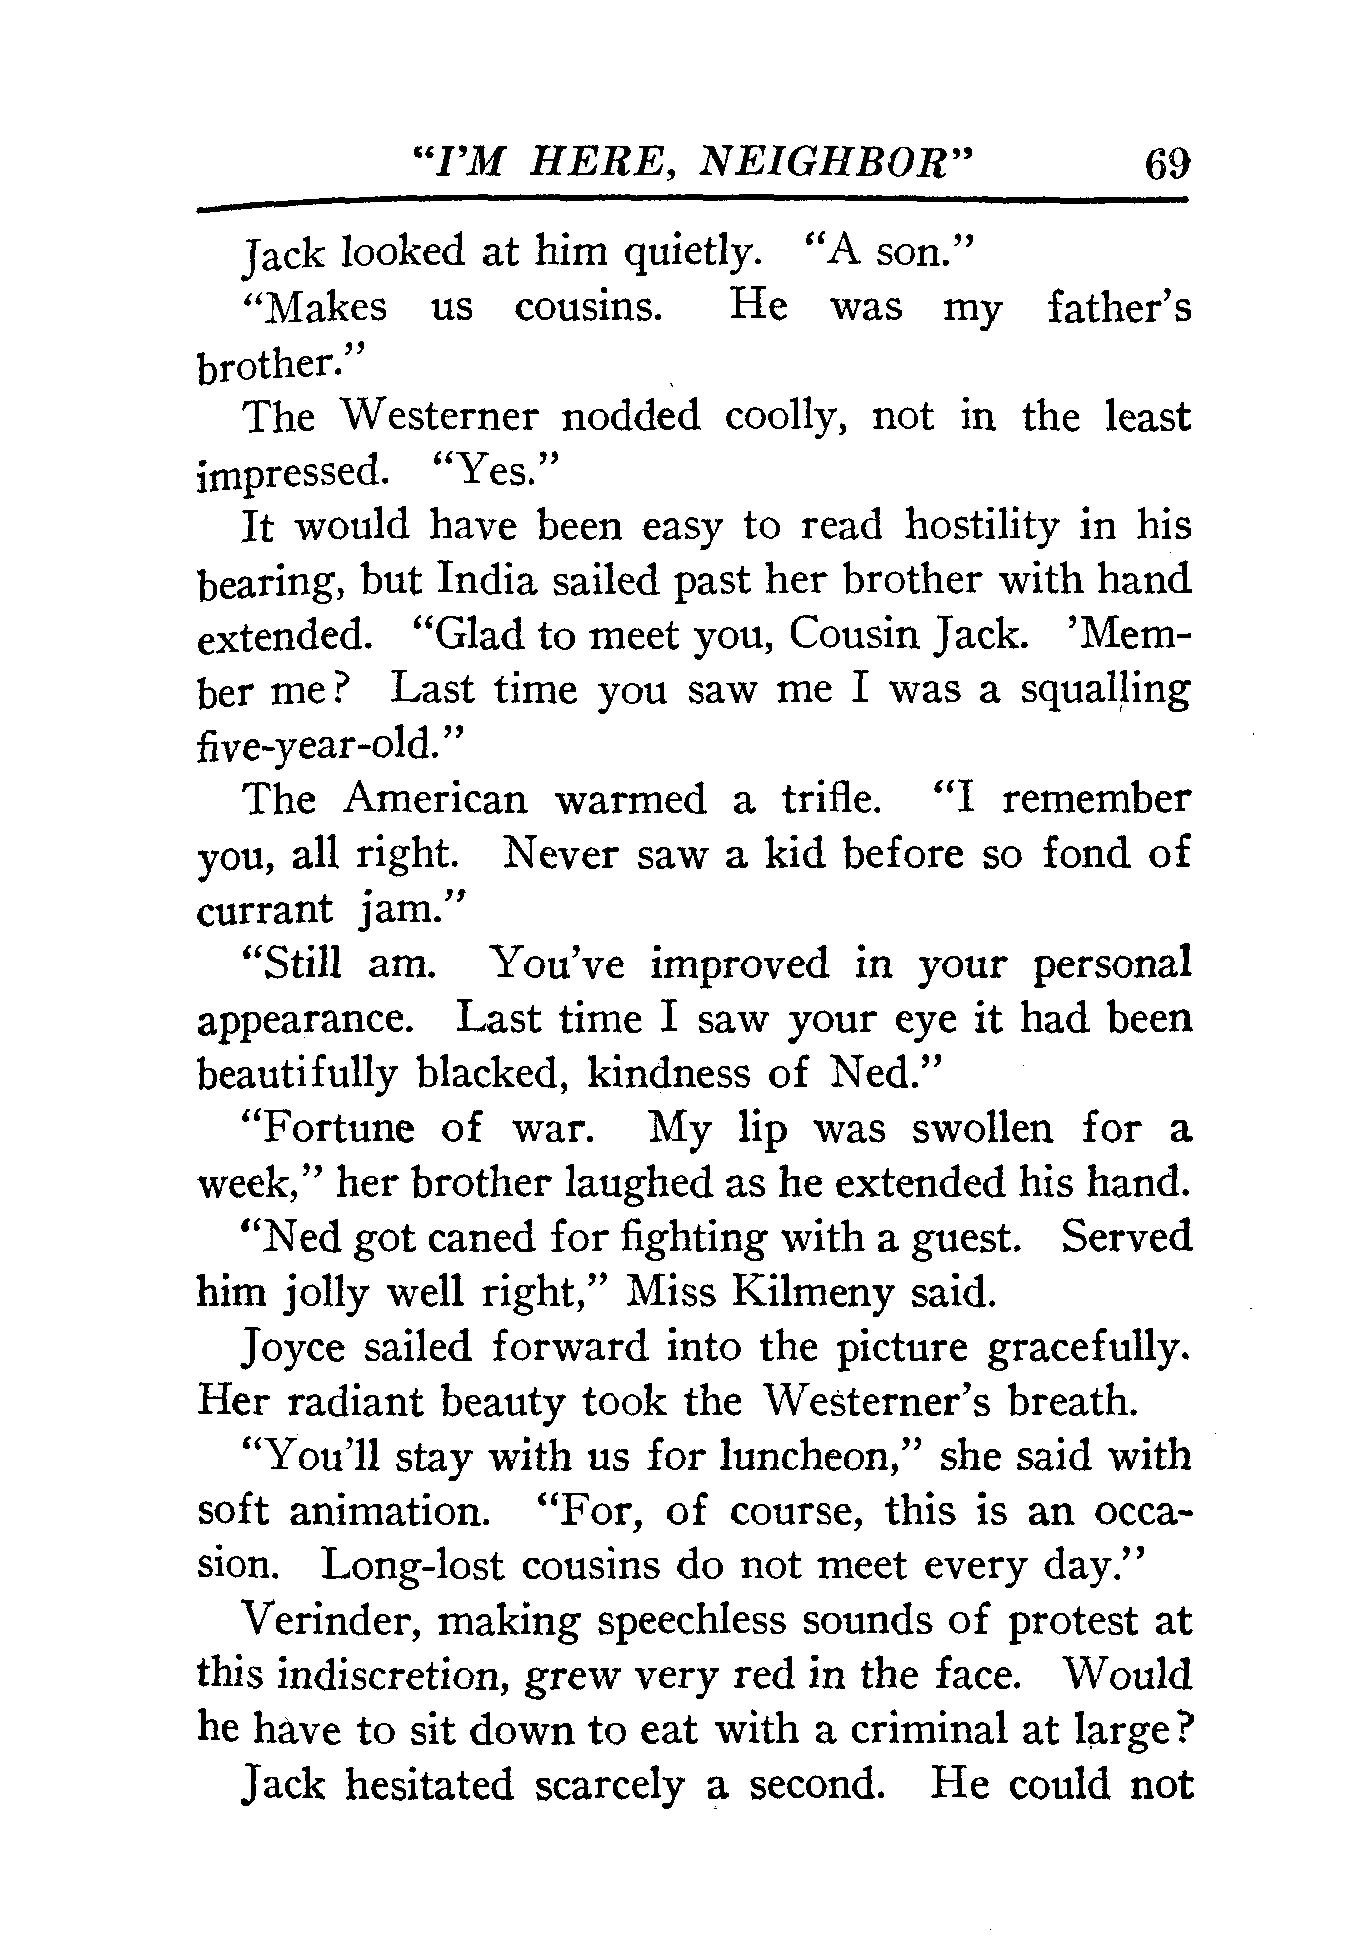 "I'M HERE, NEIGHBOR" 69
Jack looked at him quietly. "A son."
"Makes us cousins. He was my father's
brother."
The Westerner nodded coolly, not in the least
impressed. "Yes."
It would have been easy to read hostility in his
bearing, but India sailed past her brother with hand
extended. "Glad to meet you, Cousin Jack. 'Mem-
ber me? Last time you saw me I was a squalling
five-year-old."
The American warmed a trifle. "I remember
you, all right. Never saw a kid before so fond of
currant jam."
"Still am. You've improved in your personal
appearance. Last time I saw your eye it had been
beautifully blacked, kindness of Ned."
"Fortune of war. My lip was swollen for a
week," her brother laughed as he extended his hand.
"Ned got caned for fighting with a guest. Served
him jolly well right," Miss Kilmeny said.
Joyce sailed forward into the picture gracefully.
Her radiant beauty took the Westerner's breath.
"You'll stay with us for luncheon," she said with
soft animation. "For, of course, this is an occa-
sion. Long-lost cousins do not meet every day."
Verinder, making speechless sounds of protest at
this indiscretion, grew very red in the face. Would
he have to sit down to eat with a criminal at large?
Jack hesitated scarcely a second. He could not